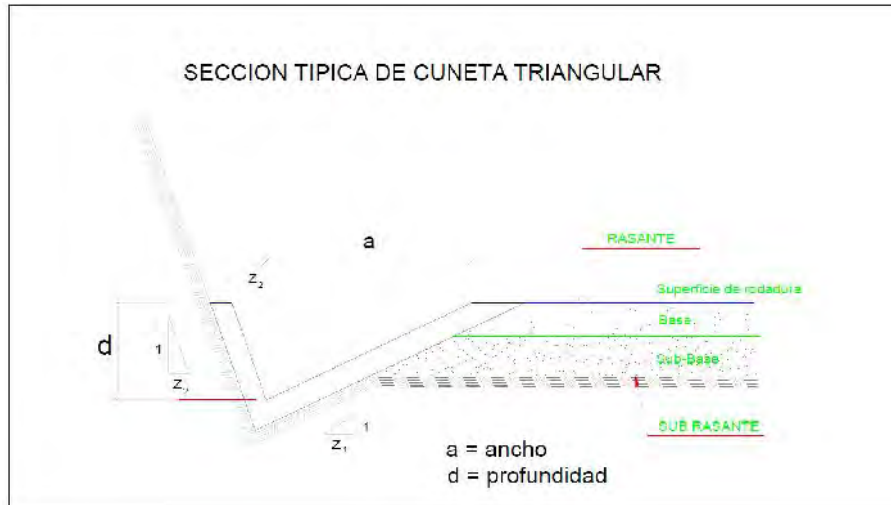 SECCION TIPICA DE CUNETA TRIANGULAR
a
RASANTE
Z2
Superficie de rodadura
Base
d
1
Sub-Base
Z2
1
Z1
SUB RASANTE
a = ancho
d = profundidad